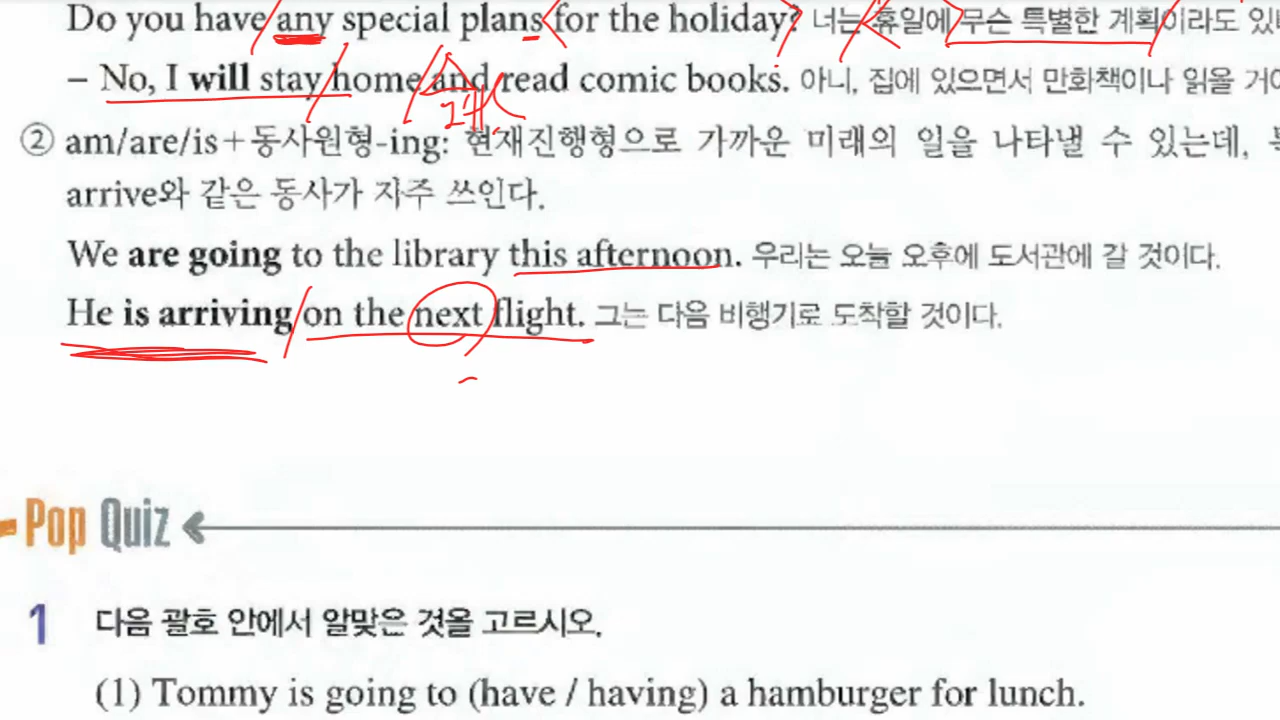 Do you have any special plans for the holiday? 너는 휴일에 무슨 특별한 계획이라도
– No, I will stay home and read comic books. 아니, 집에 있으면서 만화책이나 읽을
② am/are/is+동사원형-ing: 현재진행형으로 가까운 미래의 일을 나타낼 수 있는데,
arrive와 같은 동사가 자주 쓰인다.
We are going to the library this afternoon. 우리는 오늘 오후에 도서관에 갈 것이다.
He is arriving on the next flight. 그는 다음 비행기로 도착할 것이다.
Pop Quiz
1 다음 괄호 안에서 알맞은 것을 고르시오.
(1) Tommy is going to (have / having) a hamburger for lunch.